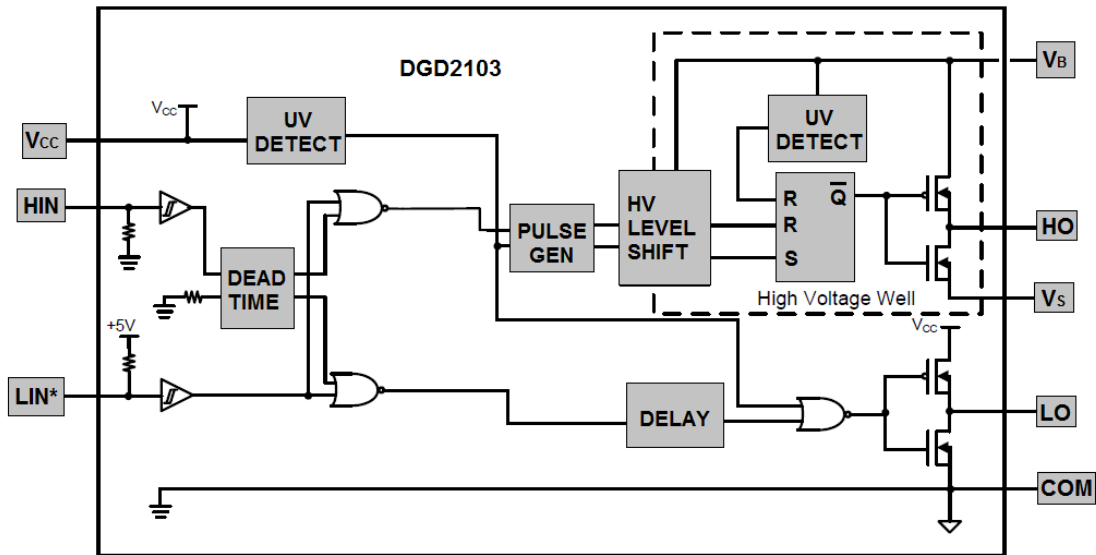 DGD2103
VB
VCC
UV
DETECT
UV
DETECT
VCC
HIN
HV
LEVEL
SHIFT
R
R
S
Q
PULSE
GEN
HO
DEAD
TIME
High Voltage Well
VS
+5V
VCC
LIN*
DELAY
LO
COM